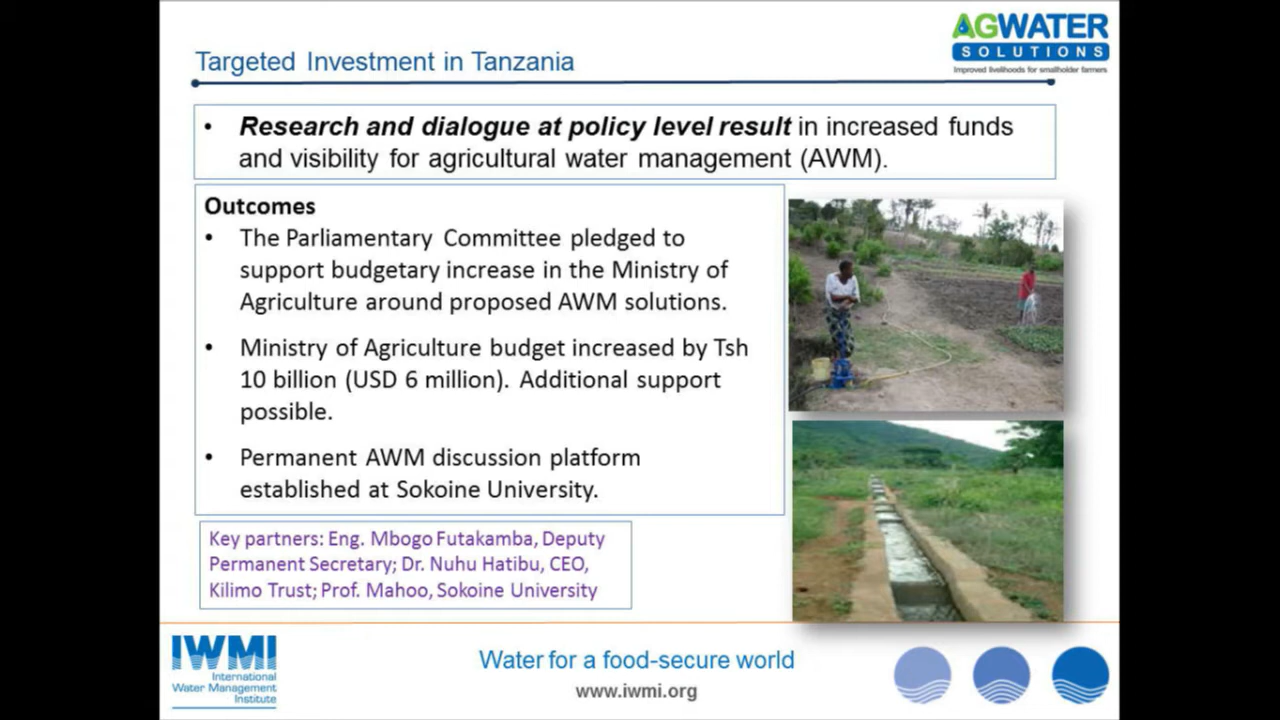 AGWATER
SOLUTIONS
Improved livelihoods for smallholder farmers
Targeted Investment in Tanzania
• Research and dialogue at policy level result in increased funds
and visibility for agricultural water management (AWM).
Outcomes
• The Parliamentary Committee pledged to
support budgetary increase in the Ministry of
Agriculture around proposed AWM solutions.
• Ministry of Agriculture budget increased by Tsh
10 billion (USD 6 million). Additional support
possible.
• Permanent AWM discussion platform
established at Sokoine University.
Key partners: Eng. Mbogo Futakamba, Deputy
Permanent Secretary; Dr. Nuhu Hatibu, CEO,
Kilimo Trust; Prof. Mahoo, Sokoine University
IWMI
International
Water Management
Institute
Water for a food-secure world
www.iwmi.org